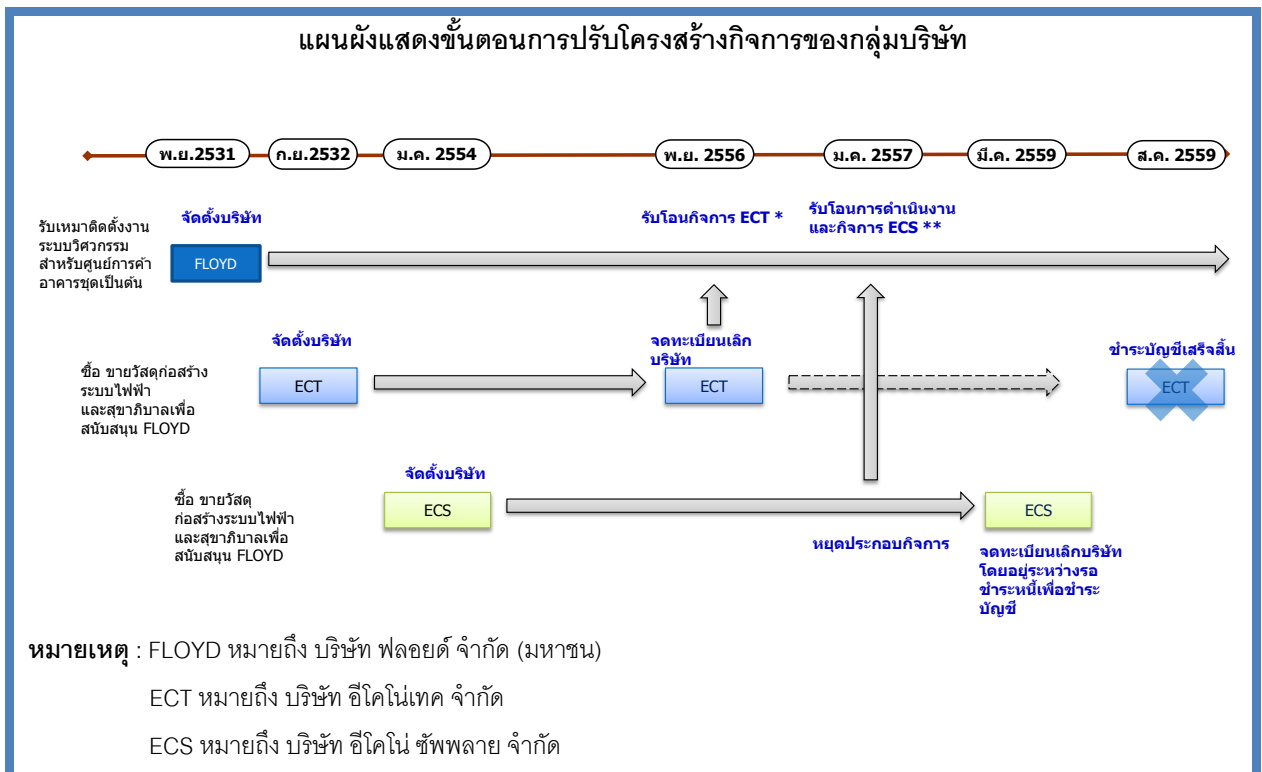 แผนผังแสดงขั้นตอนการปรับโครงสร้างกิจการของกลุ่มบริษัท
พ.ย.2531
ก.ย.2532
ม.ค. 2554
พ.ย. 2556
ม.ค. 2557
มี.ค. 2559
ส.ค. 2559
รับเหมาติดตั้งงาน
ระบบวิศวกรรม
สำหรับศูนย์การค้า
อาคารชุดเป็นต้น
จัดตั้งบริษัท
FLOYD
รับโอนกิจการ ECT *
รับโอนการดำเนินงาน
และกิจการ ECS **
ซื้อ ขายวัสดุก่อสร้าง
ระบบไฟฟ้า
และสุขาภิบาลเพื่อ
สนับสนุน FLOYD
จัดตั้งบริษัท
ECT
จดทะเบียนเลิก
บริษัท
ECT
ชำระบัญชีเสร็จสิ้น
ECT
ซื้อ ขายวัสดุ
ก่อสร้างระบบไฟฟ้า
และสุขาภิบาลเพื่อ
สนับสนุน FLOYD
จัดตั้งบริษัท
ECS
หยุดประกอบกิจการ
ECS
จดทะเบียนเลิกบริษัท
โดยอยู่ระหว่างรอ
ชำระหนี้เพื่อชำระ
บัญชี
หมายเหตุ : FLOYD หมายถึง บริษัท ฟลอยด์ จำกัด (มหาชน)
ECT หมายถึง บริษัท อีโคโน่เทค จำกัด
ECS หมายถึง บริษัท อีโคโน่ ซัพพลาย จำกัด